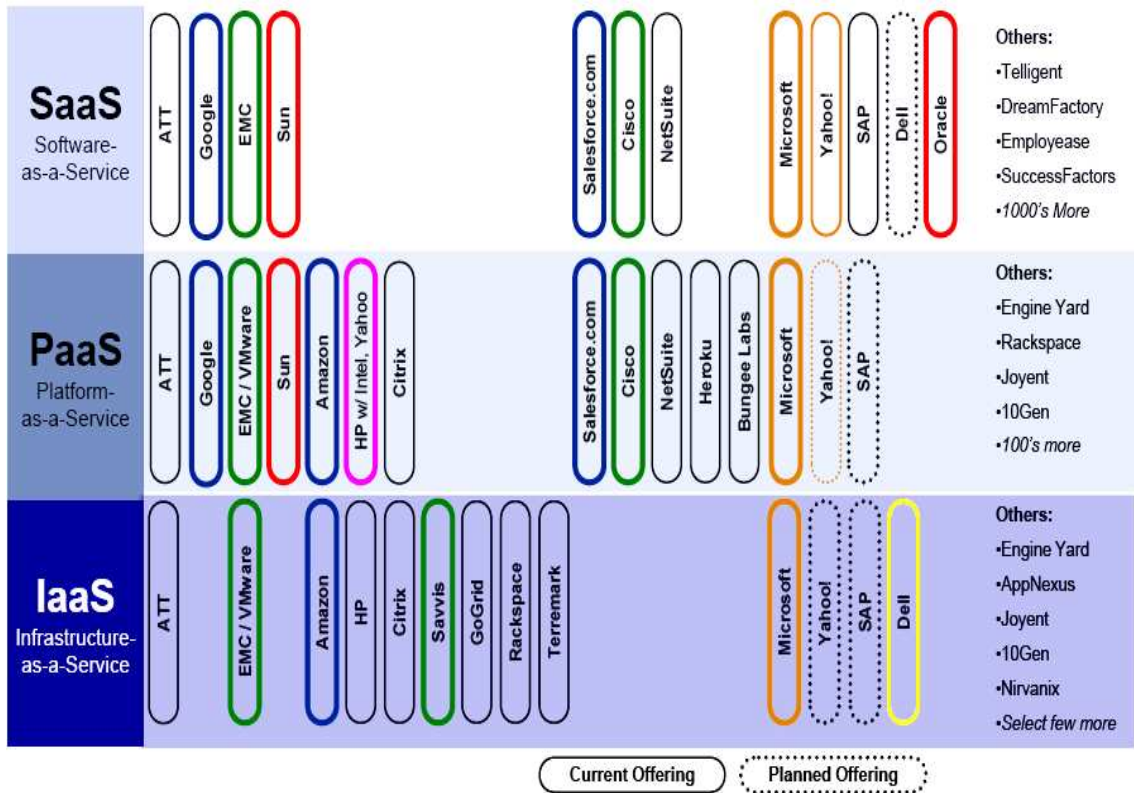 SaaS
Software-
as-a-Service
ATT
Google
EMC
Sun
Salesforce.com
Cisco
NetSuite
Microsoft
Yahoo!
SAP
Dell
Oracle
Others:
•Telligent
•DreamFactory
•Employease
•SuccessFactors
•1000's More
PaaS
Platform-
as-a-Service
ATT
Google
EMC / VMware
Sun
Amazon
HP w/ Intel, Yahoo
Citrix
Salesforce.com
Cisco
NetSuite
Heroku
Bungee Labs
Microsoft
Yahoo!
SAP
Others:
•Engine Yard
•Rackspace
•Joyent
•10Gen
•100's more
IaaS
Infrastructure-
as-a-Service
ATT
EMC / VMware
Amazon
HP
Citrix
Savvis
GoGrid
Rackspace
Terremark
Microsoft
Yahoo!
SAP
Dell
Others:
•Engine Yard
•AppNexus
•Joyent
•10Gen
•Nirvanix
•Select few more
Current Offering
Planned Offering